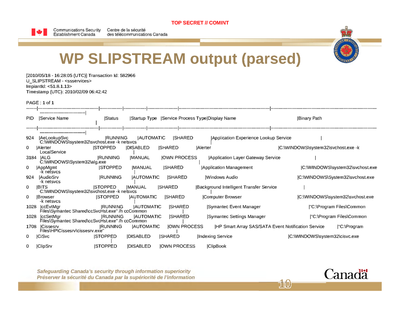 TOP SECRET // COMINT
Communications Security Establishment Canada
Centre de la sécurité des télécommunications Canada
WP SLIPSTREAM output (parsed)
[2010/05/18 - 16:28:05 (UTC)] Transaction Id: 582966
U_SLIPSTREAM - <sservices>
ImpantId: <51.9.1.13>
Timestamp (UTC): 2010/02/09 06:42:42
PAGE : 1 of 1
PID |Service Name |Status |Startup Type |Service Process Type|Display Name |Binary Path
924 |AeLookupSvc |RUNNING |AUTOMATIC |SHARED |Application Experience Lookup Service |
C:\WINDOWS\system32\svchost.exe -k netsvcs
0 |Alerter |STOPPED |DISABLED |SHARED |Alerter |C:\WINDOWS\system32\svchost.exe -k
LocalService
3184 |ALG |RUNNING |MANUAL |OWN PROCESS |Application Layer Gateway Service |
C:\WINDOWS\System32\alg.exe
0 |AppMgmt |STOPPED |MANUAL |SHARED |Application Management |C:\WINDOWS\system32\svchost.exe
-k netsvcs
924 |AudioSrv |RUNNING |AUTOMATIC |SHARED |Windows Audio |C:\WINDOWS\System32\svchost.exe
-k netsvcs
0 |BITS |STOPPED |MANUAL |SHARED |Background Intelligent Transfer Service |
C:\WINDOWS\system32\svchost.exe -k netsvcs
0 |Browser |STOPPED |AUTOMATIC |SHARED |Computer Browser |C:\WINDOWS\System32\svchost.exe
-k netsvcs
1028 |ccEvtMgr |RUNNING |AUTOMATIC |SHARED |Symantec Event Manager |"C:\Program Files\Common
Files\Symantec Shared\ccSvcHst.exe" /h ccCommon
1028 |ccSetMgr |RUNNING |AUTOMATIC |SHARED |Symantec Settings Manager |"C:\Program Files\Common
Files\Symantec Shared\ccSvcHst.exe" /h ccCommon
1708 |Cissesrv |RUNNING |AUTOMATIC |OWN PROCESS |HP Smart Array SAS/SATA Event Notification Service |"C:\Program
Files\HP\Cissesrv\cissesrv.exe"
0 |CiSvc |STOPPED |DISABLED |SHARED |Indexing Service |C:\WINDOWS\system32\cisvc.exe
0 |ClipSrv |STOPPED |DISABLED |OWN PROCESS |ClipBook
Safeguarding Canada's security through information superiority
Préserver la sécurité du Canada par la supériorité de l'information
Canada